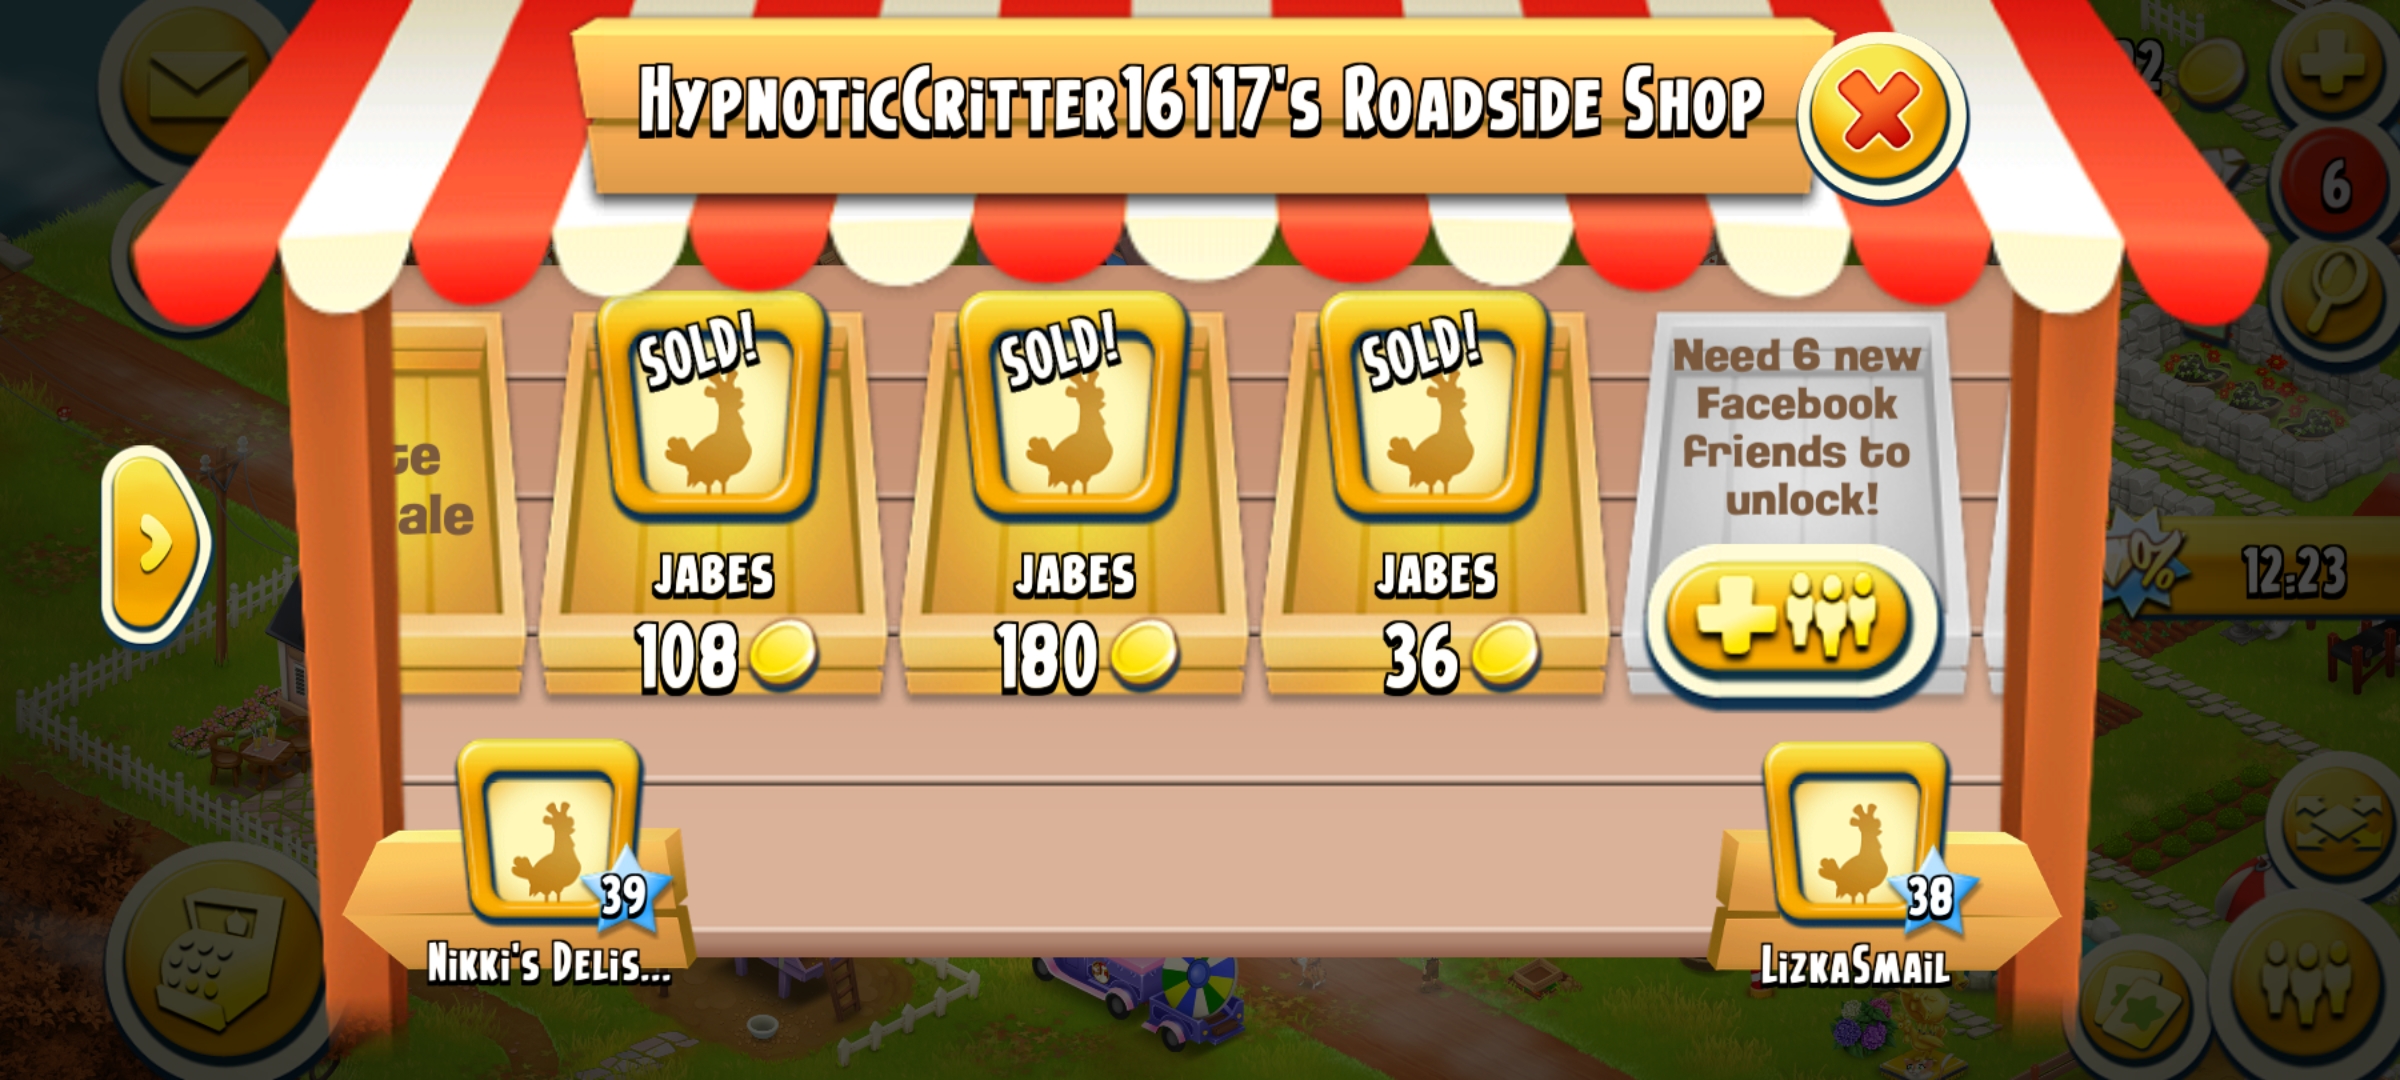 HypnoticCritter16117's Roadside Shop
6
SOLD!
SOLD!
SOLD!
Need 6 new
Facebook
friends to
unlock!
JABES
JABES
JABES
12:23
108
180
36
39
38
Nikki's Delis...
LizkaSmail